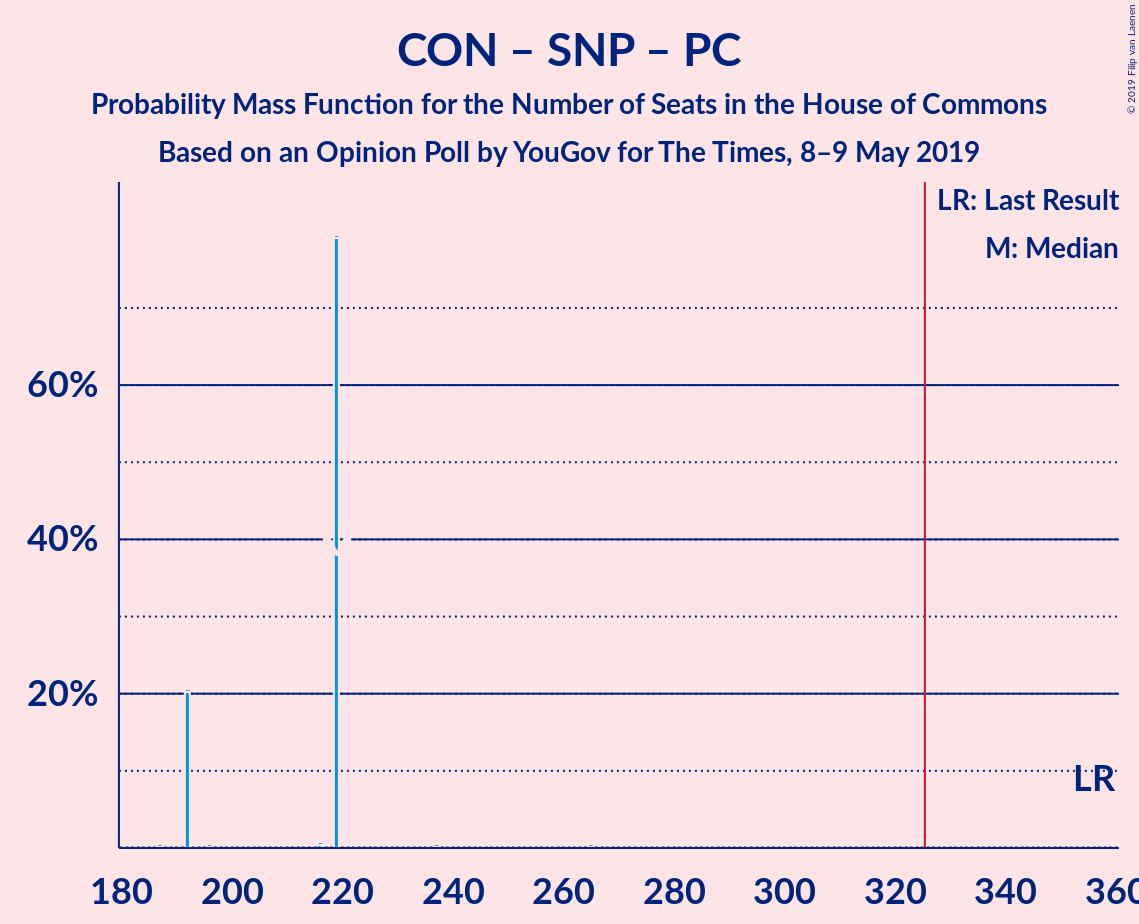 CON – SNP – PC
Probability Mass Function for the Number of Seats in the House of Commons
Based on an Opinion Poll by YouGov for The Times, 8–9 May 2019
© 2019 Filip van Laenen
LR: Last Result
M: Median
60%
40%
20%
LR
180 200 220 240 260 280 300 320 340 360